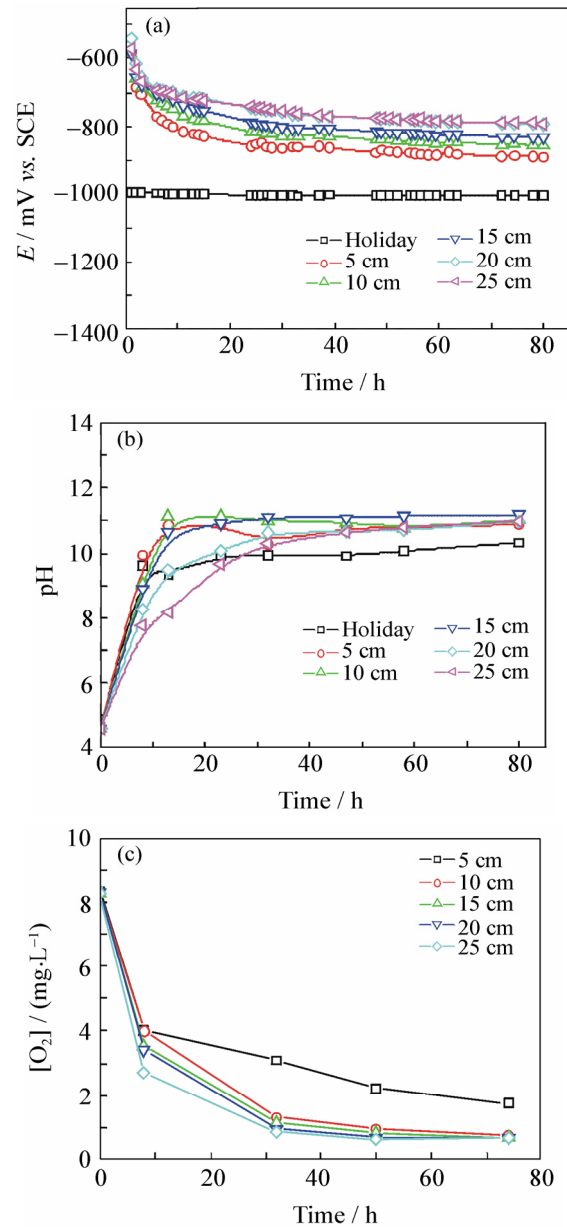 (a)
−600
−800
−1000
−1200
−1400
E / mV vs. SCE
Holiday
5 cm
10 cm
15 cm
20 cm
25 cm
0 20 40 60 80
Time / h
(b)
14
12
10
8
6
4
pH
Holiday
5 cm
10 cm
15 cm
20 cm
25 cm
0 20 40 60 80
Time / h
(c)
10
8
6
4
2
0
[O₂] / (mg·L⁻¹)
5 cm
10 cm
15 cm
20 cm
25 cm
0 20 40 60 80
Time / h